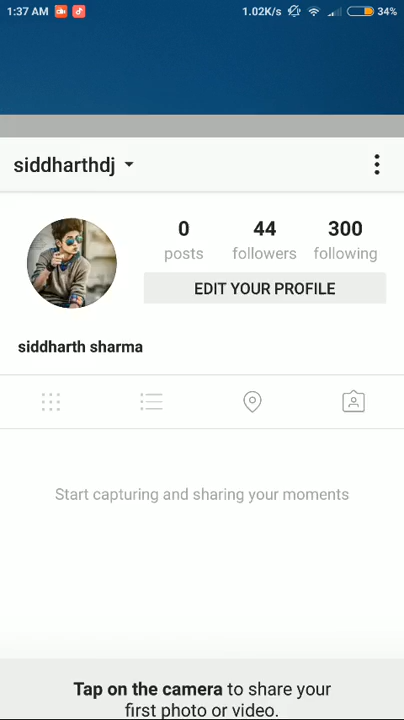 1:37 AM 1.02K/s 34%
siddharthdj
0 44 300
posts followers following
EDIT YOUR PROFILE
siddharth sharma
Start capturing and sharing your moments
Tap on the camera to share your
first photo or video.